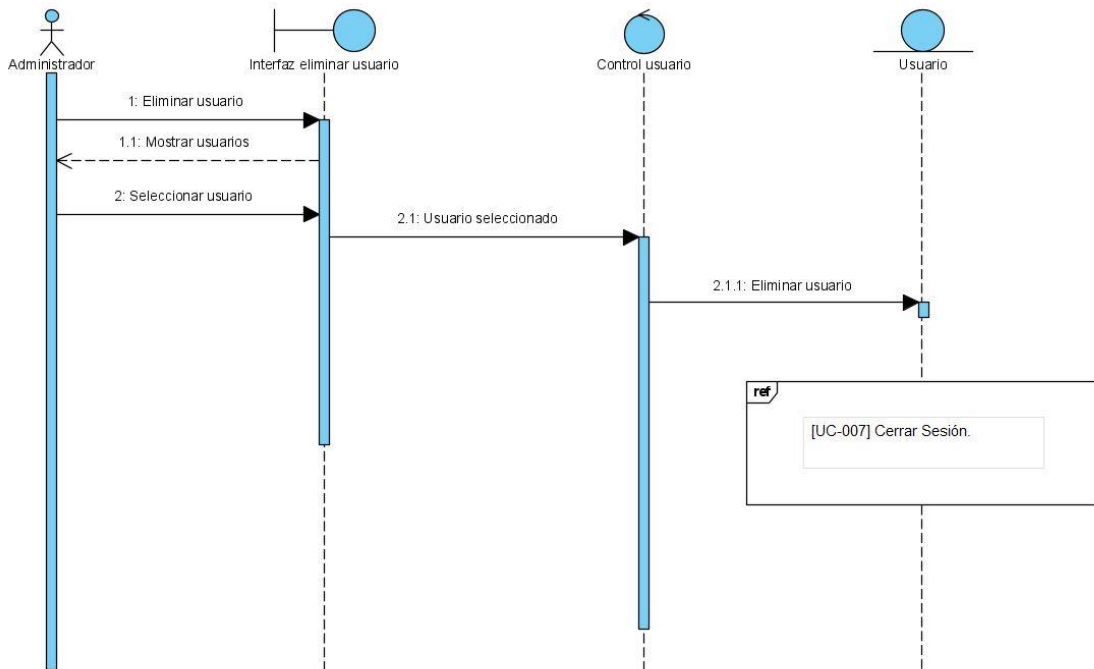 Administrador
Interfaz eliminar usuario
Control usuario
Usuario
1: Eliminar usuario
1.1: Mostrar usuarios
2: Seleccionar usuario
2.1: Usuario seleccionado
2.1.1: Eliminar usuario
ref
[UC-007] Cerrar Sesión.